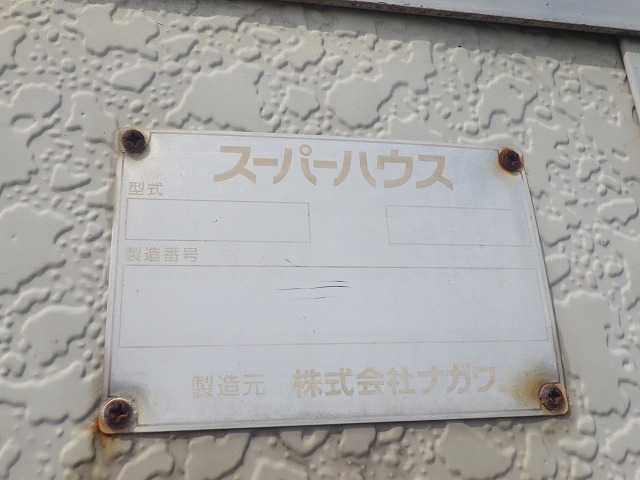 スーパーハウス
型式
製造番号
製造元 株式会社ナガワ